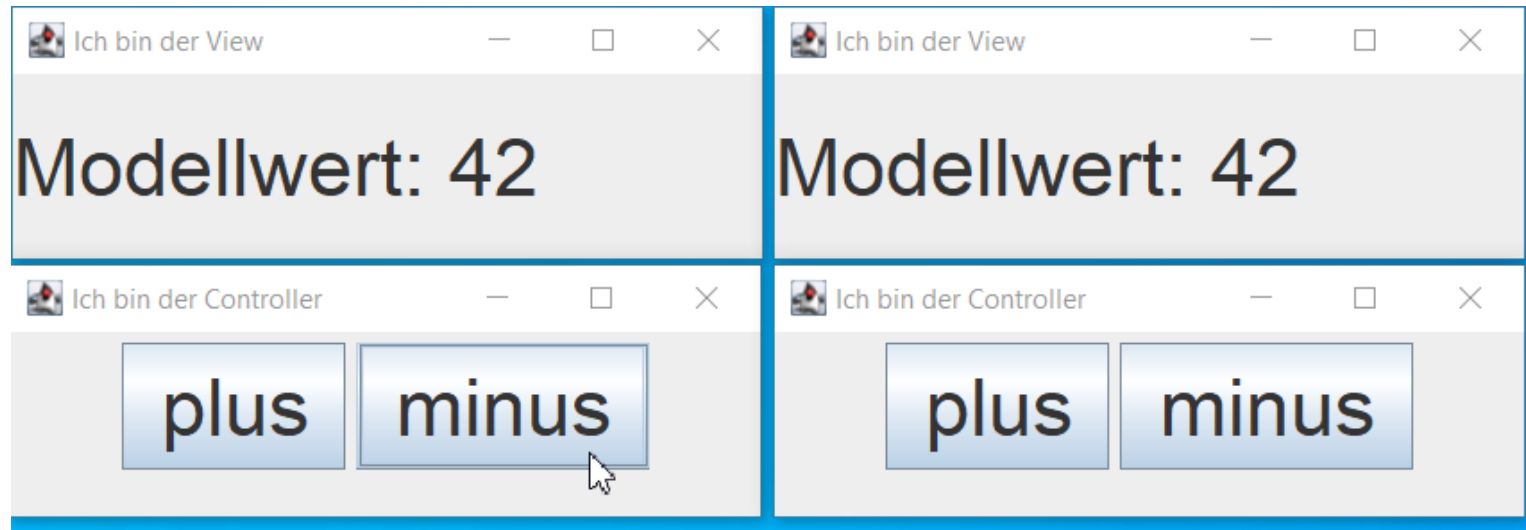 Ich bin der View
Modellwert: 42
Ich bin der View
Modellwert: 42
Ich bin der Controller
plus minus
Ich bin der Controller
plus minus